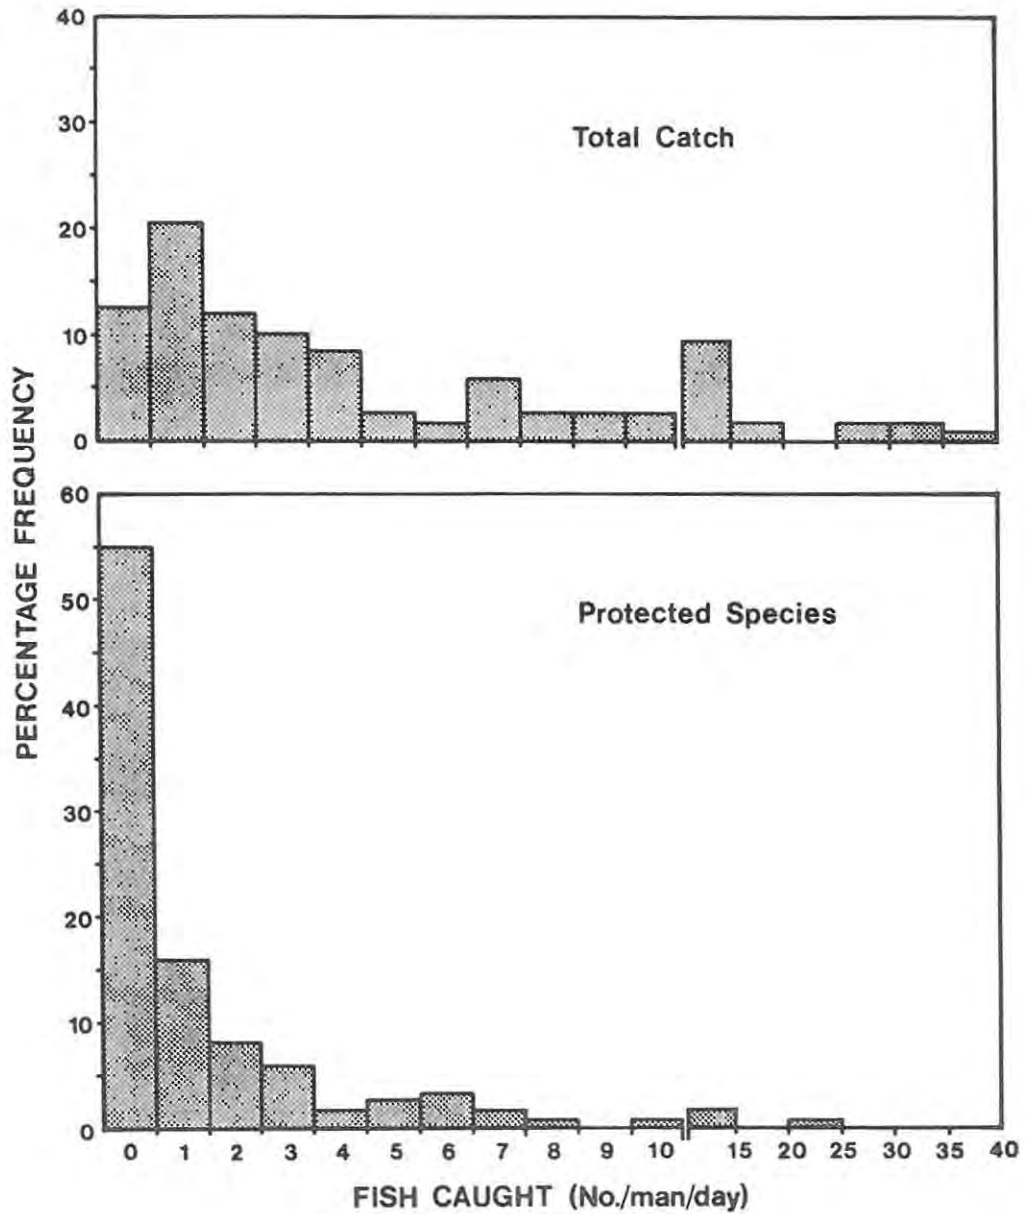 40
30
20
10
0
Total Catch
PERCENTAGE FREQUENCY
60
50
40
30
20
10
0
Protected Species
0 1 2 3 4 5 6 7 8 9 10 15 20 25 30 35 40
FISH CAUGHT (No./man/day)